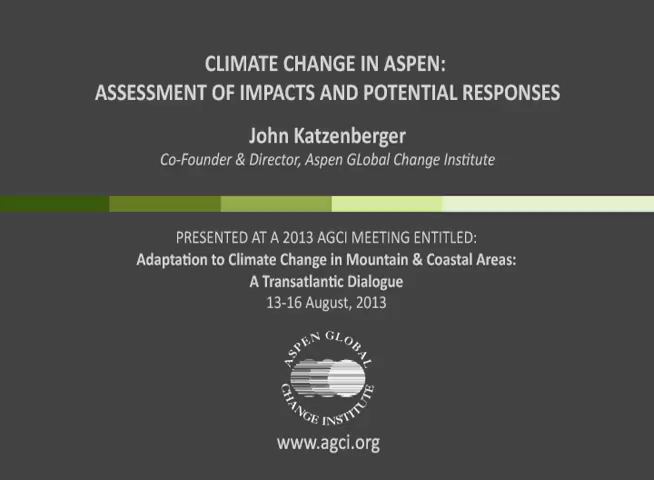 CLIMATE CHANGE IN ASPEN:
ASSESSMENT OF IMPACTS AND POTENTIAL RESPONSES
John Katzenberger
Co-Founder & Director, Aspen GLobal Change Institute
PRESENTED AT A 2013 AGCI MEETING ENTITLED:
Adaptation to Climate Change in Mountain & Coastal Areas:
A Transatlantic Dialogue
13-16 August, 2013
ASPEN GLOBAL
CHANGE INSTITUTE
www.agci.org